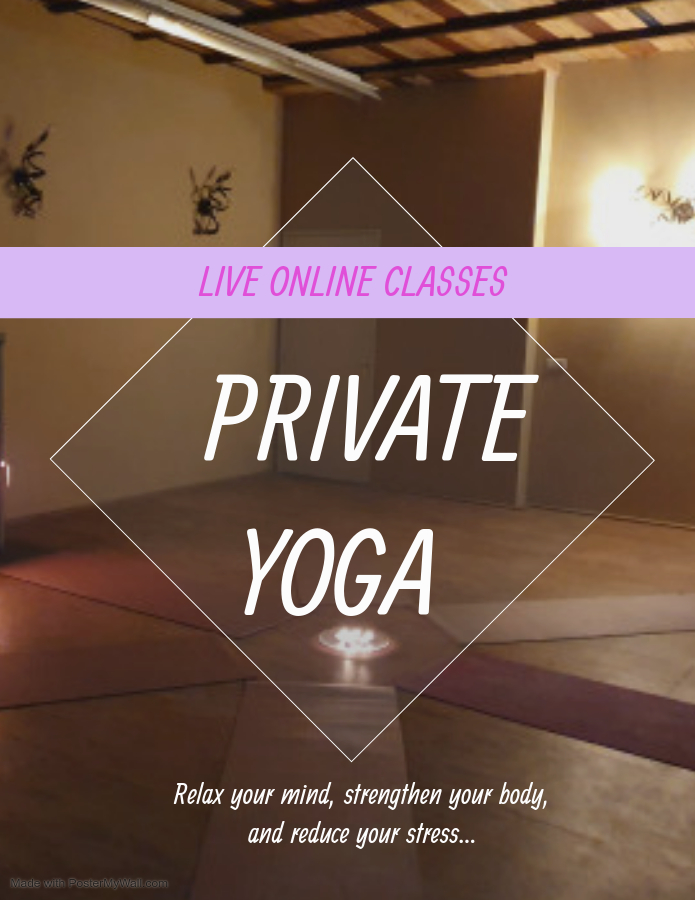 LIVE ONLINE CLASSES
PRIVATE
YOGA
Relax your mind, strengthen your body,
and reduce your stress...
Made with PosterMyWall.com